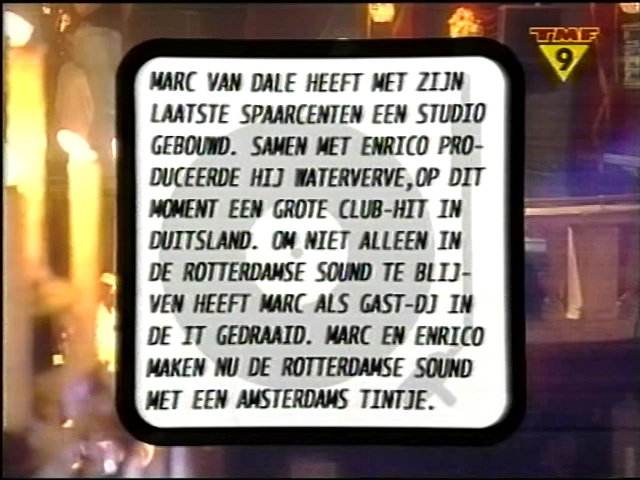 TMF
9
MARC VAN DALE HEEFT MET ZIJN
LAATSTE SPAARCENTEN EEN STUDIO
GEBOUWD. SAMEN MET ENRICO PRO-
DUCEERDE HIJ WATERVERVE,OP DIT
MOMENT EEN GROTE CLUB-HIT IN
DUITSLAND. OM NIET ALLEEN IN
DE ROTTERDAMSE SOUND TE BLIJ-
VEN HEEFT MARC ALS GAST-DJ IN
DE IT GEDRAAID. MARC EN ENRICO
MAKEN NU DE ROTTERDAMSE SOUND
MET EEN AMSTERDAMS TINTJE.